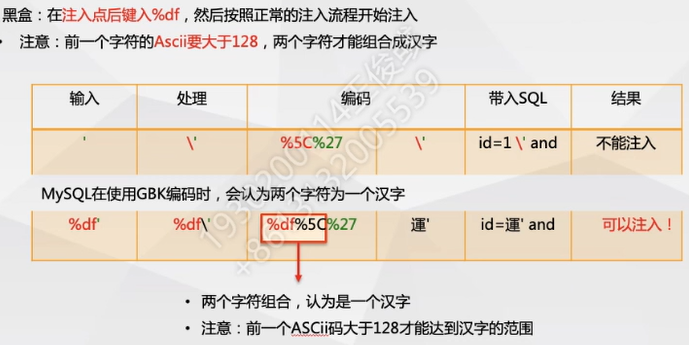 黑盒：在注入点后键入%df，然后按照正常的注入流程开始注入
• 注意：前一个字符的Ascii要大于128，两个字符才能组合成汉字
输入 处理 编码 带入SQL 结果
' \' %5C%27 \' id=1 \' and 不能注入
MySQL在使用GBK编码时，会认为两个字符为一个汉字
%df' %df\' %df%5C%27 運' id=運' and 可以注入！
• 两个字符组合，认为是一个汉字
• 注意：前一个ASCii码大于128才能达到汉字的范围